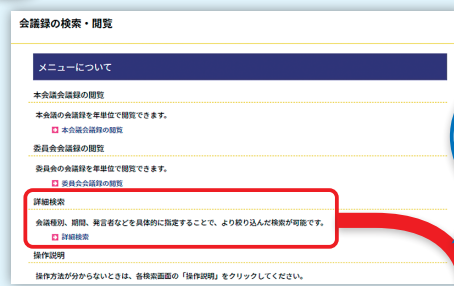 会議録の検索・閲覧
メニューについて
本会議会議録の閲覧
本会議の会議録を年単位で閲覧できます。
本会議会議録の閲覧
委員会会議録の閲覧
委員会の会議録を年単位で閲覧できます。
委員会会議録の閲覧
詳細検索
会議種別、期間、発言者などを具体的に指定することで、より絞り込んだ検索が可能です。
詳細検索
操作説明
操作方法が分からないときは、各検索画面の「操作説明」をクリックしてください。